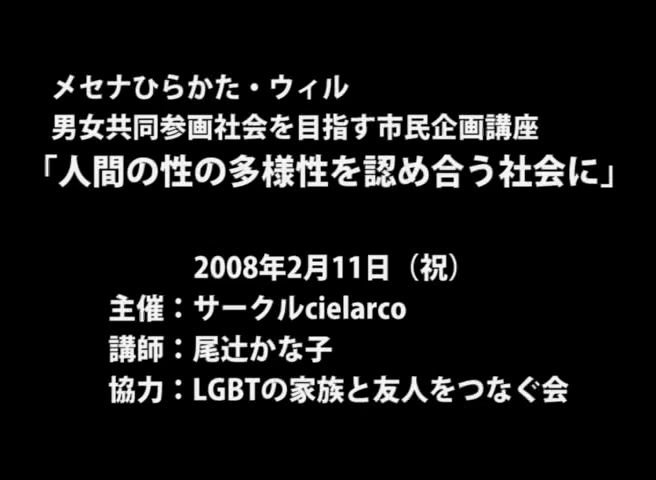 メセナひらかた・ウィル
男女共同参画社会を目指す市民企画講座
「人間の性の多様性を認め合う社会に」
2008年2月11日（祝）
主催：サークルcielarco
講師：尾辻かな子
協力：LGBTの家族と友人をつなぐ会